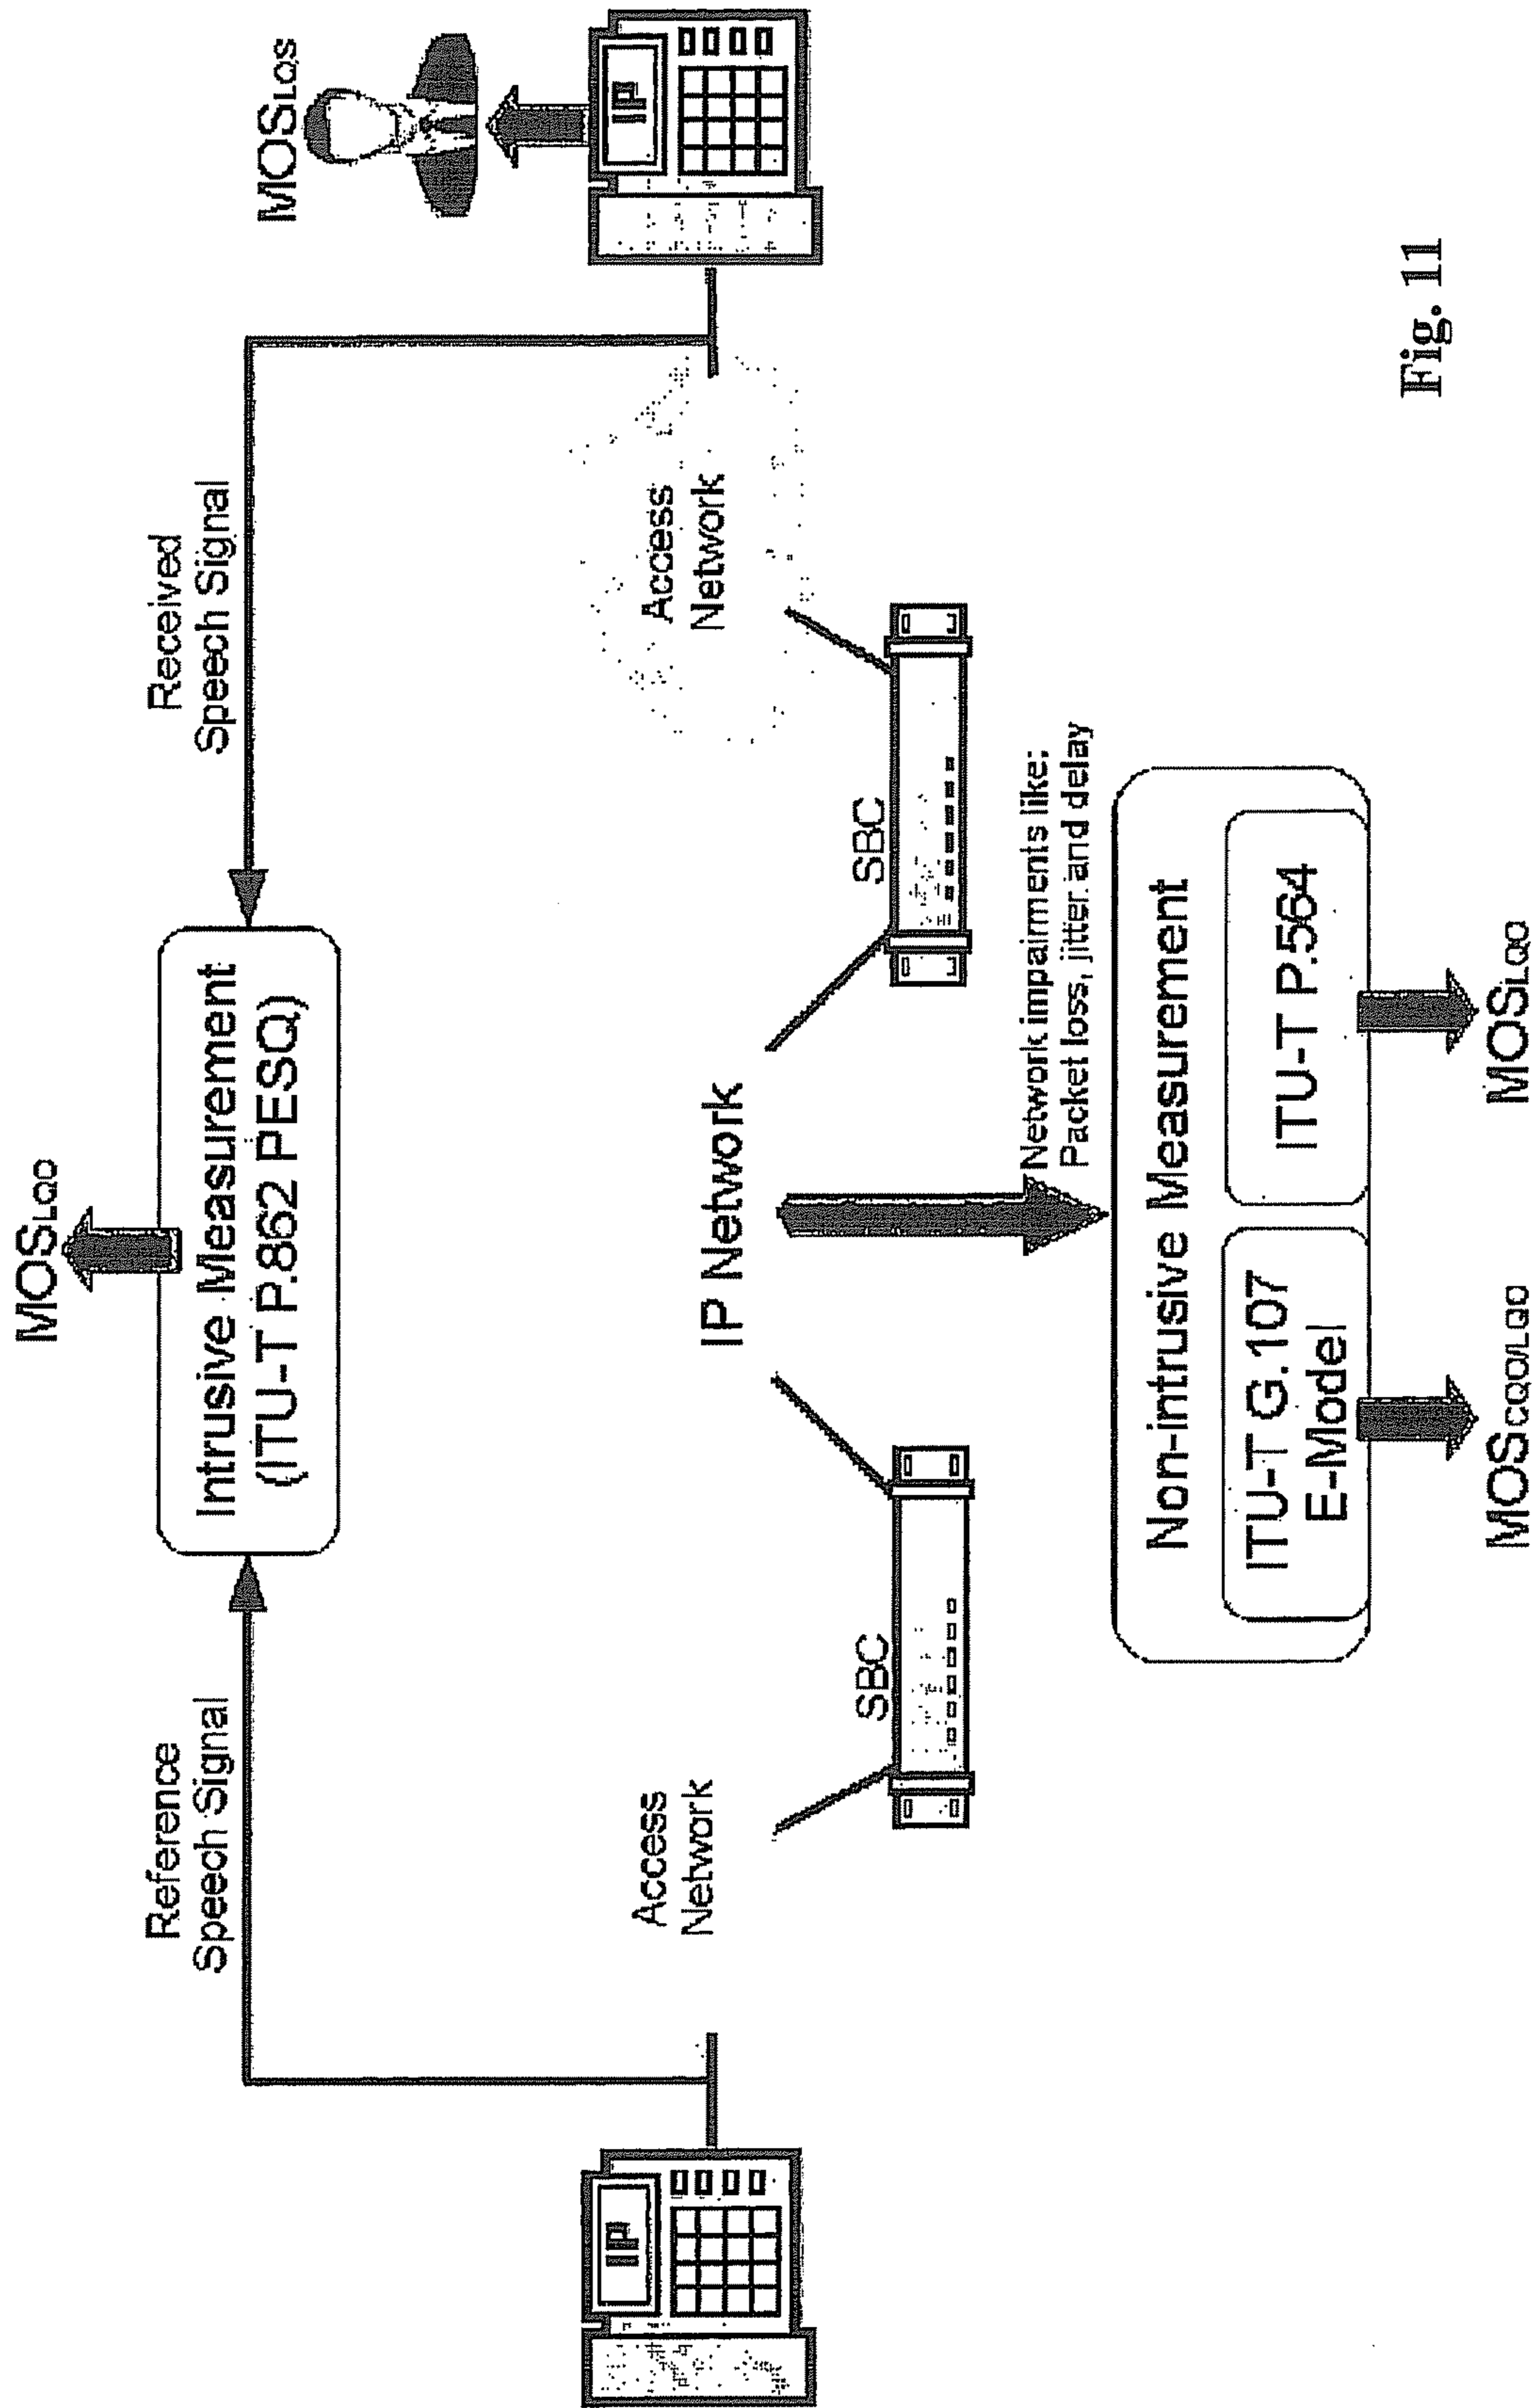 MOSLQO
Reference
Speech Signal
Intrusive Measurement
(ITU-T P.862 PESQ)
Received
Speech Signal
MOSLQS
IP
Access
Network
IP Network
Access
Network
IP
SBC
SBC
Network impairments like:
Packet loss, jitter and delay
Non-intrusive Measurement
ITU-T G.107
E-Model
ITU-T P.564
MOSCQO/LQO
MOSLQO
Fig. 11